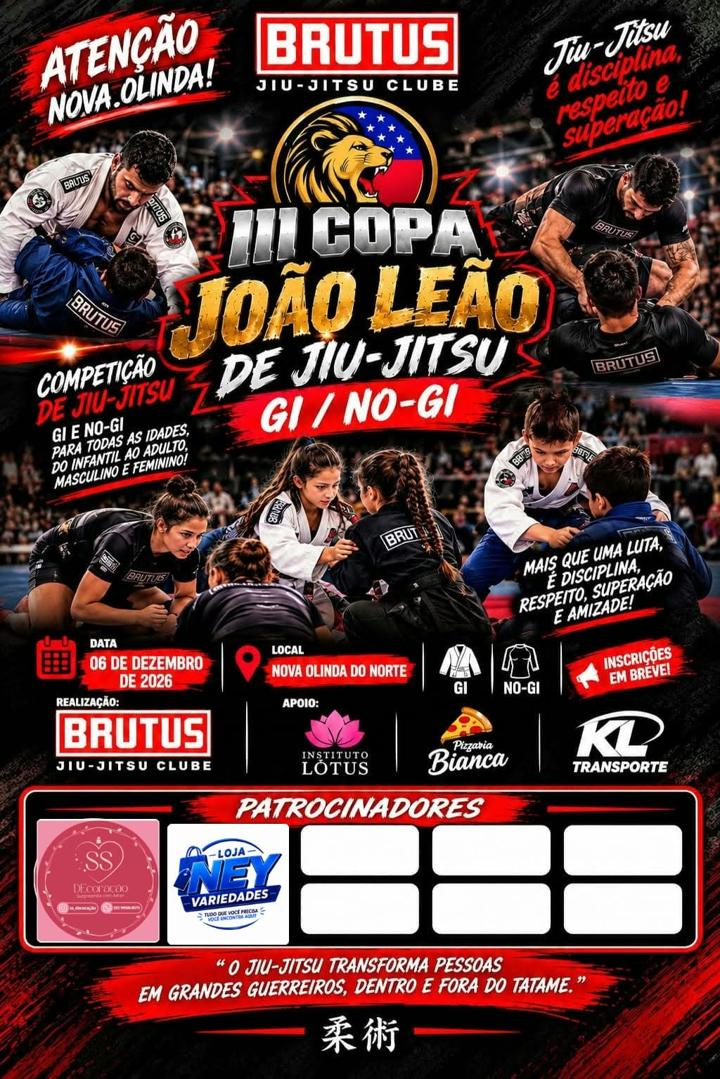 ATENÇÃO
NOVA.OLINDA!
BRUTUS
JIU-JITSU CLUBE
Jiu-Jitsu
é disciplina,
respeito e
superação!
III COPA
JOÃO LEÃO
DE JIU-JITSU
GI / NO-GI
BRUTUS
BRUTUS
BRUTUS
BRUTUS
COMPETIÇÃO
DE JIU-JITSU
GI E NO-GI
PARA TODAS AS IDADES,
DO INFANTIL AO ADULTO,
MASCULINO E FEMININO!
BRUTUS
MAIS QUE UMA LUTA,
É DISCIPLINA,
RESPEITO, SUPERAÇÃO
E AMIZADE!
DATA
06 DE DEZEMBRO
DE 2026
LOCAL
NOVA OLINDA DO NORTE
GI
NO-GI
INSCRIÇÕES
EM BREVE!
REALIZAÇÃO:
BRUTUS
JIU-JITSU CLUBE
APOIO:
INSTITUTO
LÓTUS
Pizzaria
Bianca
KL
TRANSPORTE
PATROCINADORES
SS
DEcoração
LOJA
NEY
VARIEDADES
TUDO QUE VOCÊ PRECISA
VOCÊ ENCONTRA AQUI!
“ O JIU-JITSU TRANSFORMA PESSOAS
EM GRANDES GUERREIROS, DENTRO E FORA DO TATAME.”
柔術